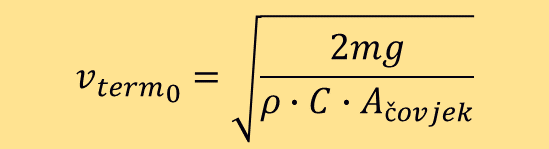 v_{term_0} = \sqrt{\frac{2mg}{\rho \cdot C \cdot A_{čovjek}}}